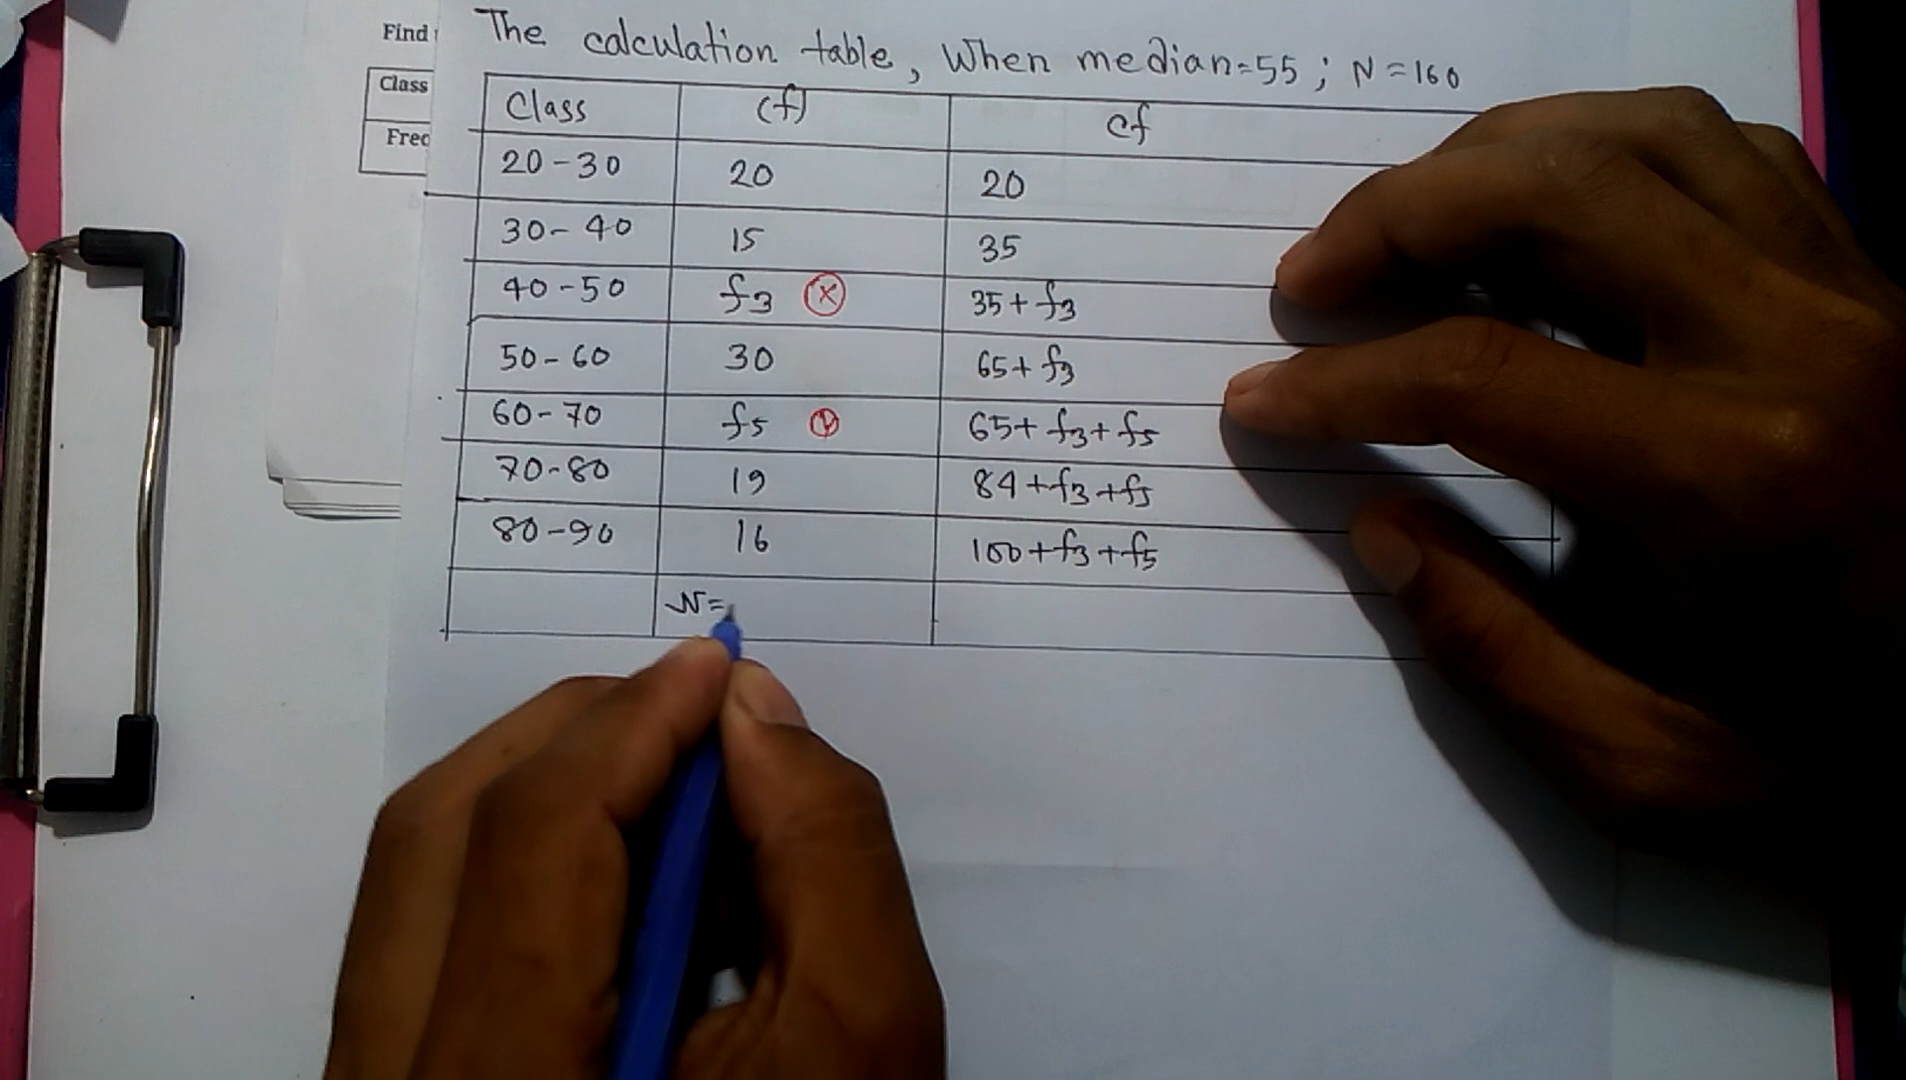 Find
The calculation table, When median=55; N=160
Class
Freq
Class (f) cf
20-30 20 20
30-40 15 35
40-50 f3 (x) 35+f3
50-60 30 65+f3
60-70 f5 (y) 65+f3+f5
70-80 19 84+f3+f5
80-90 16 100+f3+f5
N=